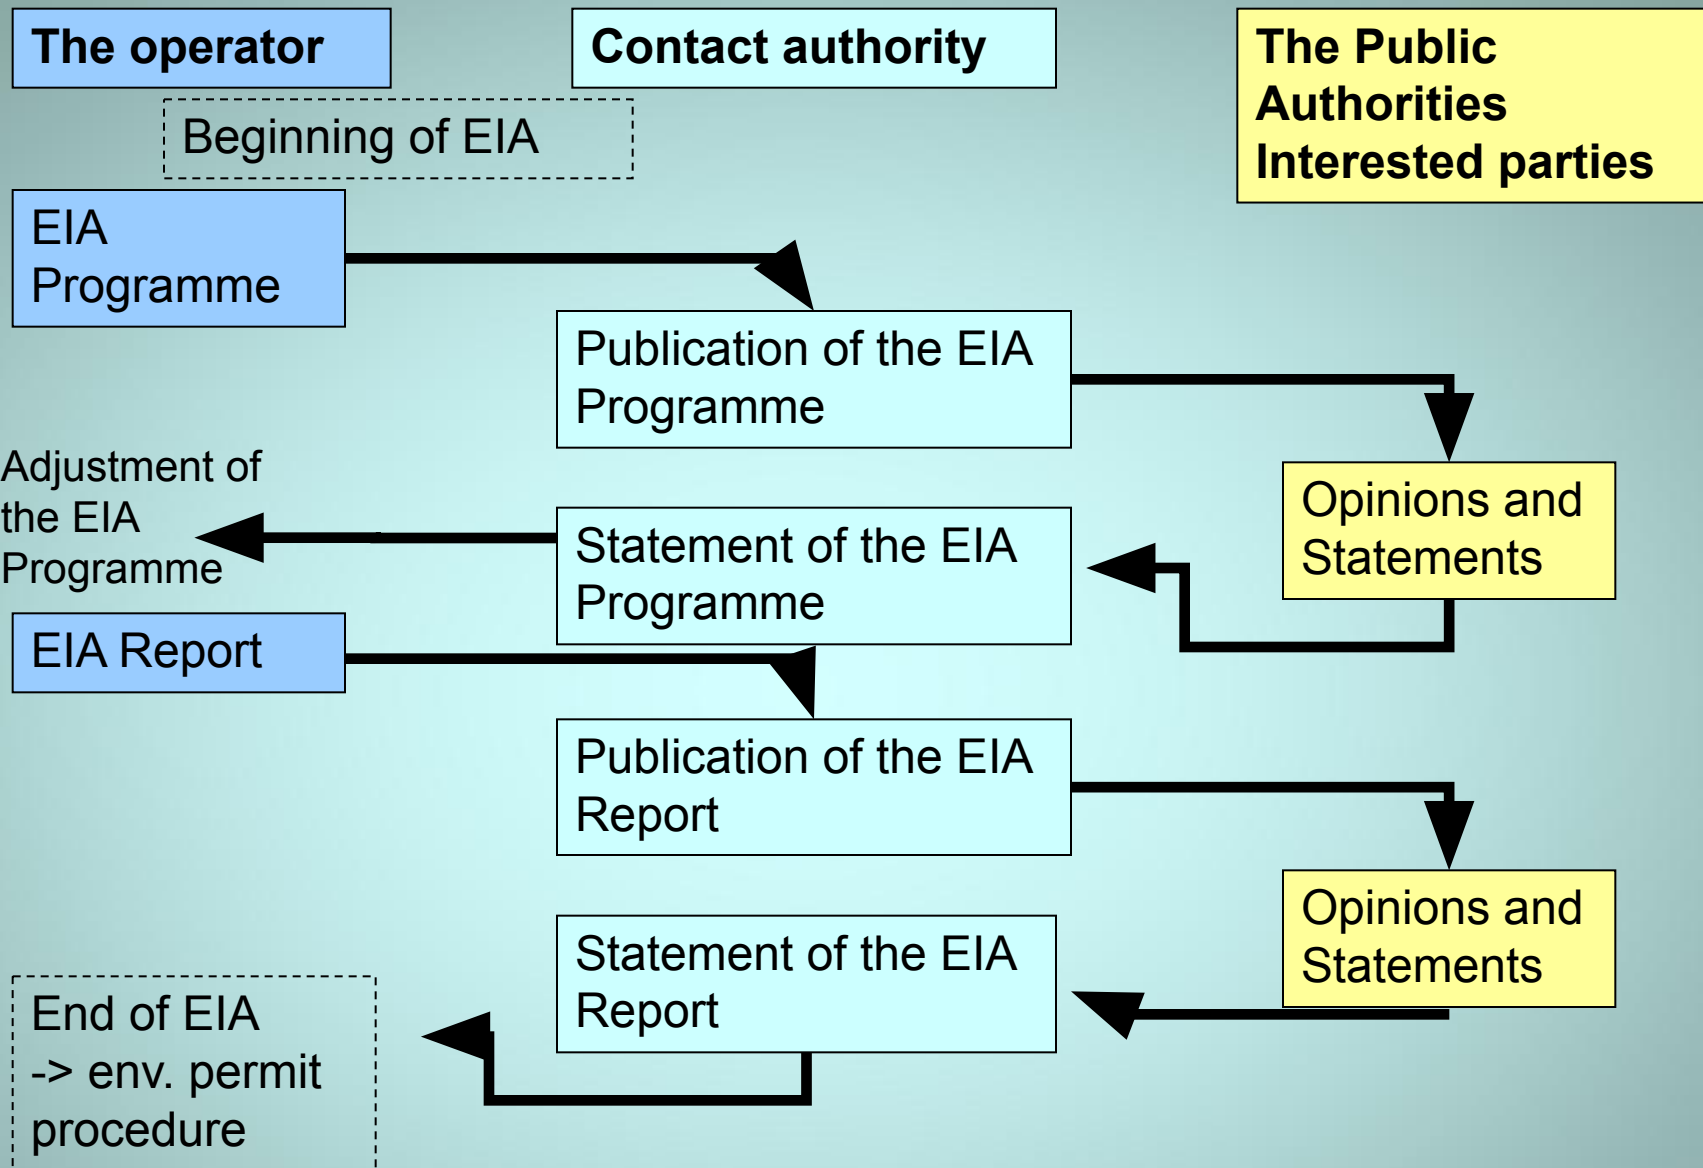 The operator
Contact authority
The Public
Authorities
Interested parties
Beginning of EIA
EIA
Programme
Publication of the EIA
Programme
Opinions and
Statements
Statement of the EIA
Programme
Adjustment of
the EIA
Programme
EIA Report
Publication of the EIA
Report
Opinions and
Statements
Statement of the EIA
Report
End of EIA
-> env. permit
procedure